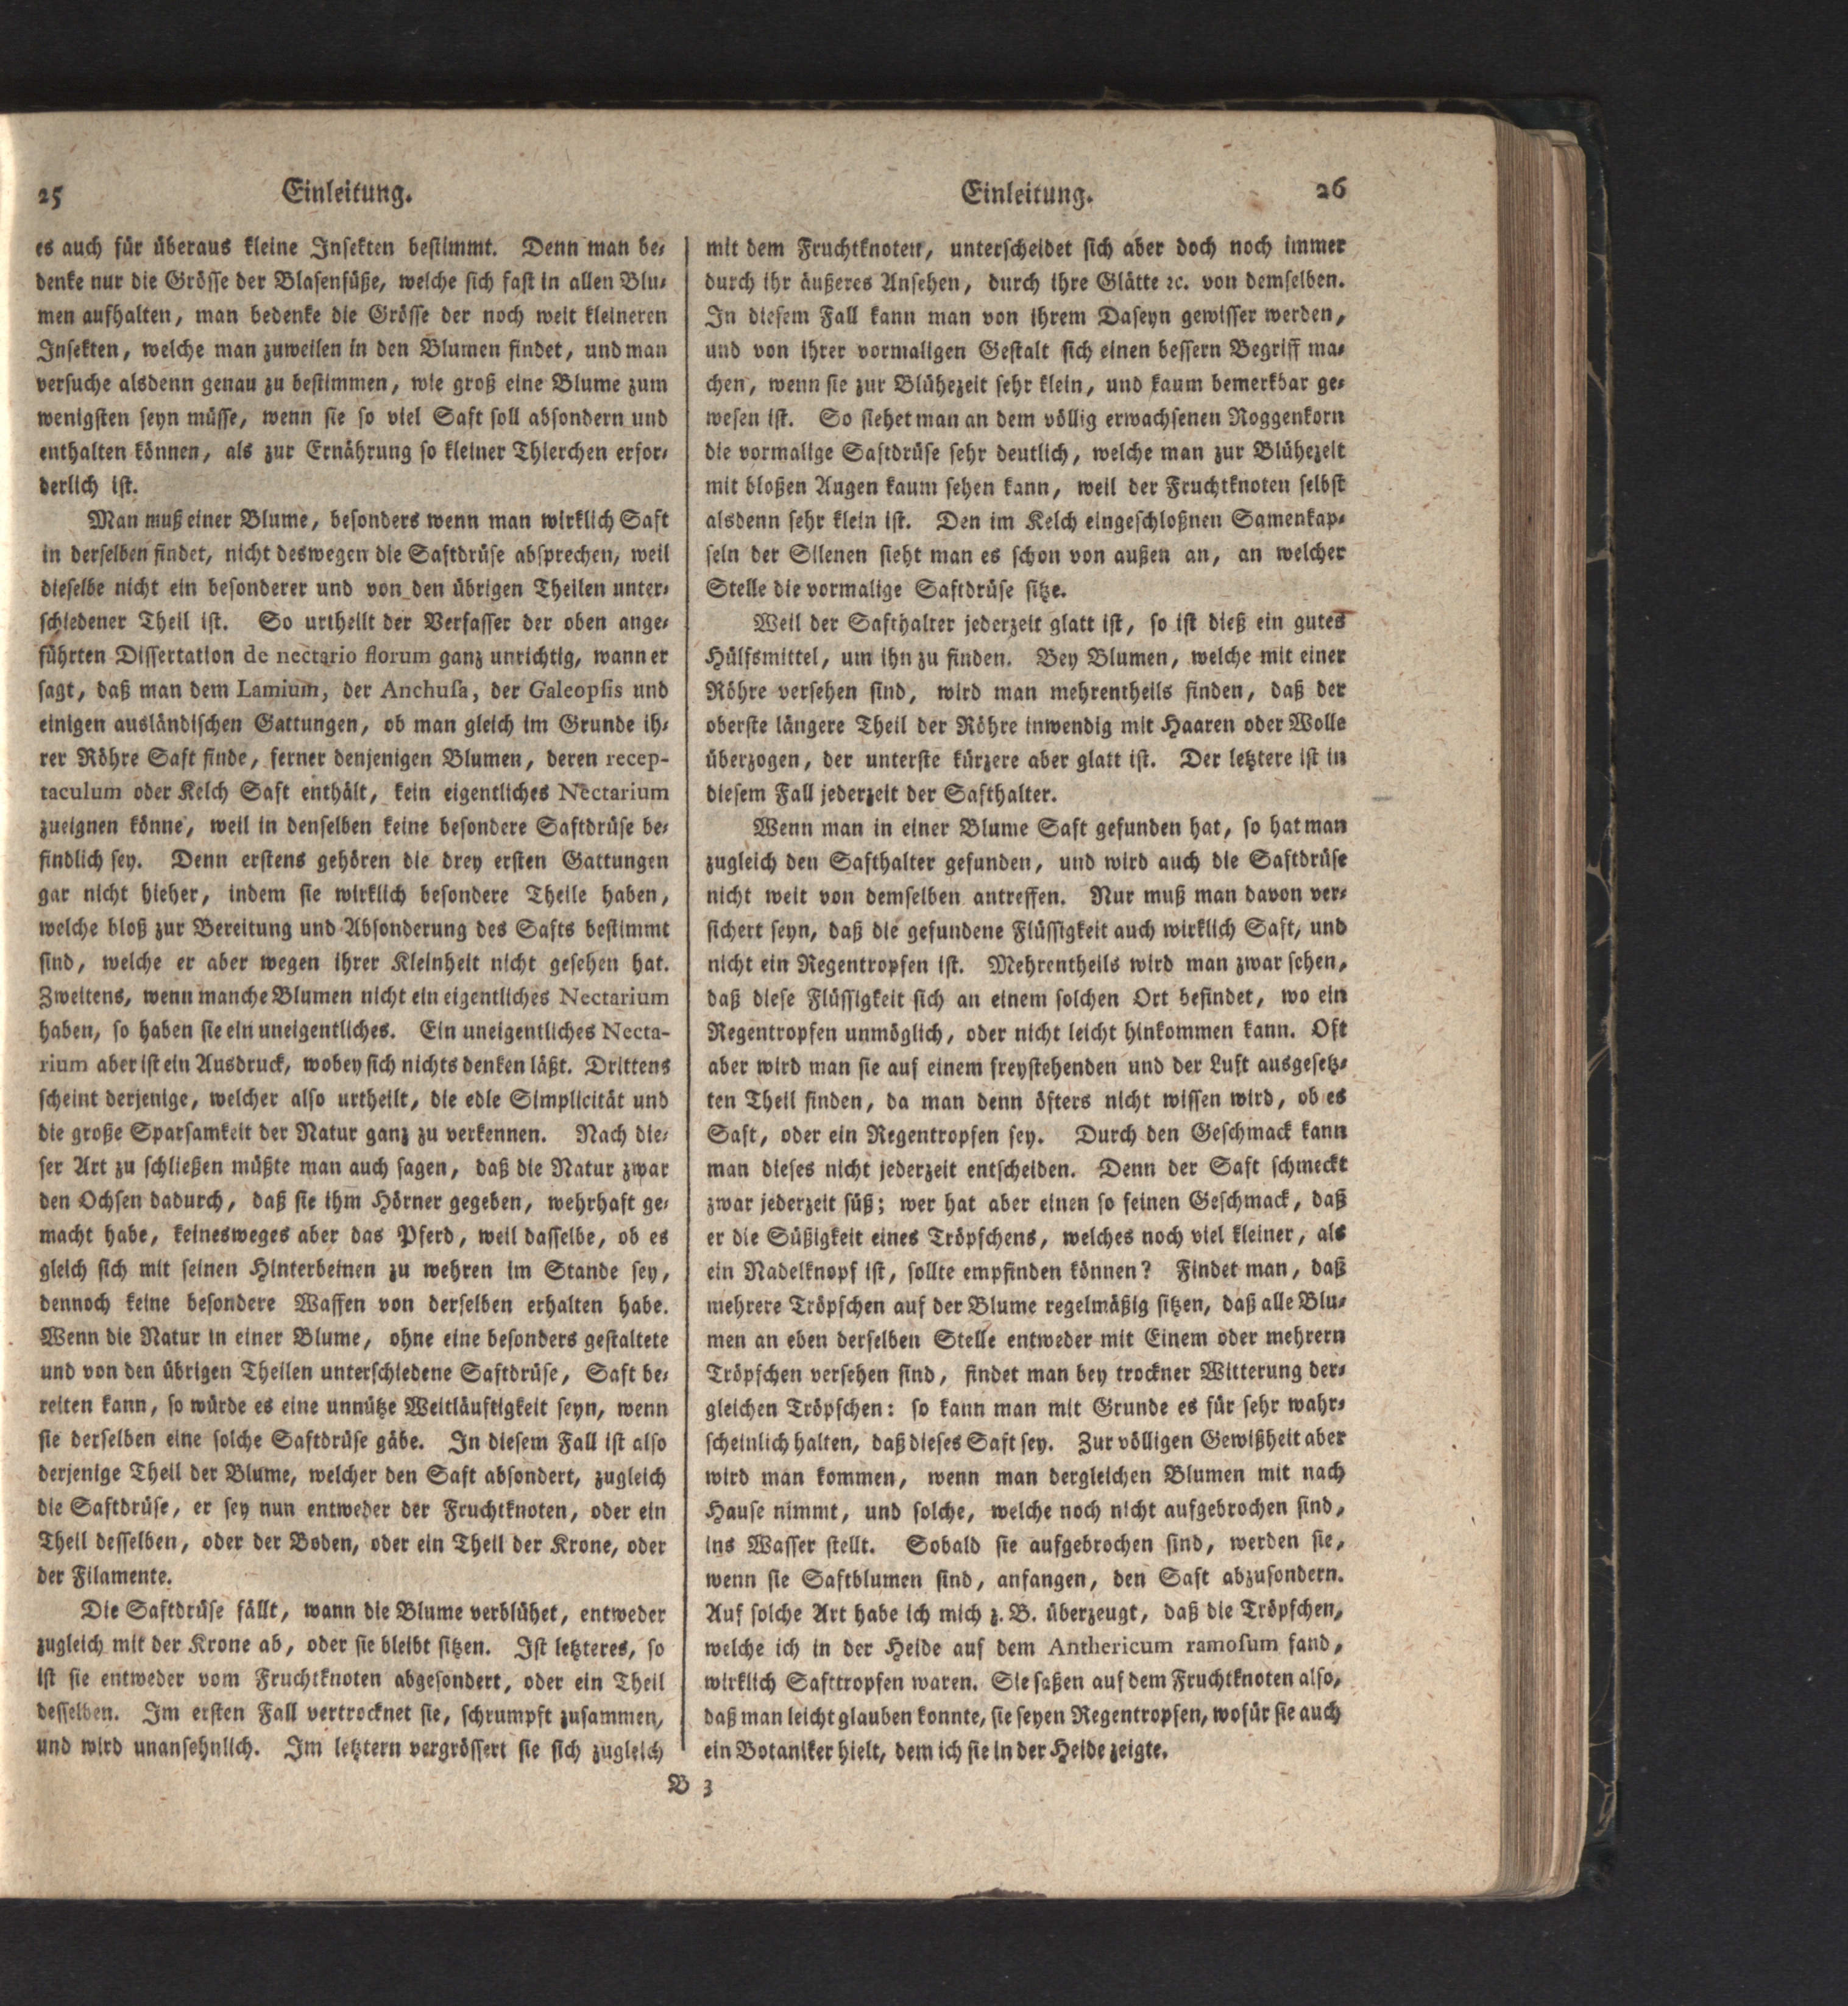 25
Einleitung.
es auch für überaus kleine Insekten bestimmt. Denn man be-
denke nur die Grösse der Blasenfüße, welche sich fast in allen Blu-
men aufhalten, man bedenke die Grösse der noch weit kleineren
Insekten, welche man zuweilen in den Blumen findet, und man
versuche alsdenn genau zu bestimmen, wie groß eine Blume zum
wenigsten seyn müsse, wenn sie so viel Saft soll absondern und
enthalten können, als zur Ernährung so kleiner Thierchen erfor-
derlich ist.
Man muß einer Blume, besonders wenn man wirklich Saft
in derselben findet, nicht deswegen die Saftdrüse absprechen, weil
dieselbe nicht ein besonderer und von den übrigen Theilen unter-
schiedener Theil ist. So urtheilt der Verfasser der oben ange-
führten Dissertation de nectario florum ganz unrichtig, wann er
sagt, daß man dem Lamium, der Anchuſa, der Galeopſis und
einigen ausländischen Gattungen, ob man gleich im Grunde ih-
rer Röhre Saft finde, ferner denjenigen Blumen, deren recep-
taculum oder Kelch Saft enthält, kein eigentliches Nectarium
zueignen könne, weil in denselben keine besondere Saftdrüse be-
findlich sey. Denn erstens gehören die drey ersten Gattungen
gar nicht hieher, indem sie wirklich besondere Theile haben,
welche bloß zur Bereitung und Absonderung des Safts bestimmt
sind, welche er aber wegen ihrer Kleinheit nicht gesehen hat.
Zweitens, wenn manche Blumen nicht ein eigentliches Nectarium
haben, so haben sie ein uneigentliches. Ein uneigentliches Necta-
rium aber ist ein Ausdruck, wobey sich nichts denken läßt. Drittens
scheint derjenige, welcher also urtheilt, die edle Simplicität und
die große Sparsamkeit der Natur ganz zu verkennen. Nach die-
ser Art zu schließen müßte man auch sagen, daß die Natur zwar
den Ochsen dadurch, daß sie ihm Hörner gegeben, wehrhaft ge-
macht habe, keinesweges aber das Pferd, weil dasselbe, ob es
gleich sich mit seinen Hinterbeinen zu wehren im Stande sey,
dennoch keine besondere Waffen von derselben erhalten habe.
Wenn die Natur in einer Blume, ohne eine besonders gestaltete
und von den übrigen Theilen unterschiedene Saftdrüse, Saft be-
reiten kann, so würde es eine unnütze Weitläuftigkeit seyn, wenn
sie derselben eine solche Saftdrüse gäbe. In diesem Fall ist also
derjenige Theil der Blume, welcher den Saft absondert, zugleich
die Saftdrüse, er sey nun entweder der Fruchtknoten, oder ein
Theil desselben, oder der Boden, oder ein Theil der Krone, oder
der Filamente.
Die Saftdrüse fällt, wann die Blume verblühet, entweder
zugleich mit der Krone ab, oder sie bleibt sitzen. Ist letzteres, so
ist sie entweder vom Fruchtknoten abgesondert, oder ein Theil
desselben. Im ersten Fall vertrocknet sie, schrumpft zusammen,
und wird unansehnlich. Im letztern vergrössert sie sich zugleich
Einleitung.
26
mit dem Fruchtknoten, unterscheidet sich aber doch noch immer
durch ihr äußeres Ansehen, durch ihre Glätte ꝛc. von demselben.
In diesem Fall kann man von ihrem Daseyn gewisser werden,
und von ihrer vormaligen Gestalt sich einen bessern Begriff ma-
chen, wenn sie zur Blühezeit sehr klein, und kaum bemerkbar ge-
wesen ist. So siehet man an dem völlig erwachsenen Roggenkorn
die vormalige Saftdrüse sehr deutlich, welche man zur Blühezeit
mit bloßen Augen kaum sehen kann, weil der Fruchtknoten selbst
alsdenn sehr klein ist. Den im Kelch eingeschloßnen Samenkap-
seln der Silenen sieht man es schon von außen an, an welcher
Stelle die vormalige Saftdrüse sitze.
Weil der Safthalter jederzeit glatt ist, so ist dieß ein gutes
Hülfsmittel, um ihn zu finden. Bey Blumen, welche mit einer
Röhre versehen sind, wird man mehrentheils finden, daß der
oberste längere Theil der Röhre inwendig mit Haaren oder Wolle
überzogen, der unterste kürzere aber glatt ist. Der letztere ist in
diesem Fall jederzeit der Safthalter.
Wenn man in einer Blume Saft gefunden hat, so hat man
zugleich den Safthalter gefunden, und wird auch die Saftdrüse
nicht weit von demselben antreffen. Nur muß man davon ver-
sichert seyn, daß die gefundene Flüssigkeit auch wirklich Saft, und
nicht ein Regentropfen ist. Mehrentheils wird man zwar sehen,
daß diese Flüssigkeit sich an einem solchen Ort befindet, wo ein
Regentropfen unmöglich, oder nicht leicht hinkommen kann. Oft
aber wird man sie auf einem freystehenden und der Luft ausgesetz-
ten Theil finden, da man denn öfters nicht wissen wird, ob es
Saft, oder ein Regentropfen sey. Durch den Geschmack kann
man dieses nicht jederzeit entscheiden. Denn der Saft schmeckt
zwar jederzeit süß; wer hat aber einen so feinen Geschmack, daß
er die Süßigkeit eines Tröpfchens, welches noch viel kleiner, als
ein Nadelknopf ist, sollte empfinden können? Findet man, daß
mehrere Tröpfchen auf der Blume regelmäßig sitzen, daß alle Blu-
men an eben derselben Stelle entweder mit Einem oder mehrern
Tröpfchen versehen sind, findet man bey trockner Witterung der-
gleichen Tröpfchen: so kann man mit Grunde es für sehr wahr-
scheinlich halten, daß dieses Saft sey. Zur völligen Gewißheit aber
wird man kommen, wenn man dergleichen Blumen mit nach
Hause nimmt, und solche, welche noch nicht aufgebrochen sind,
ins Wasser stellt. Sobald sie aufgebrochen sind, werden sie,
wenn sie Saftblumen sind, anfangen, den Saft abzusondern.
Auf solche Art habe ich mich z. B. überzeugt, daß die Tröpfchen,
welche ich in der Heide auf dem Anthericum ramoſum fand,
wirklich Safttropfen waren. Sie saßen auf dem Fruchtknoten also,
daß man leicht glauben konnte, sie seyen Regentropfen, wofür sie auch
ein Botaniker hielt, dem ich sie in der Heide zeigte.
B 3